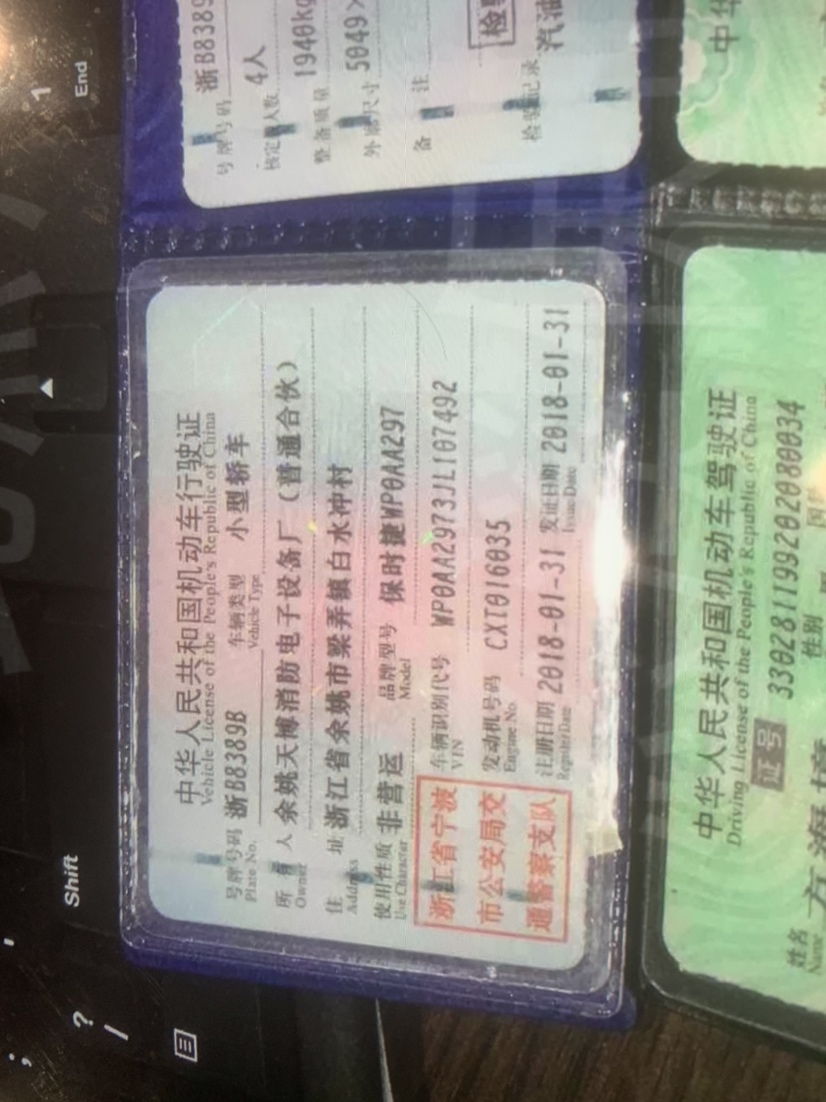 中华人民共和国机动车行驶证
Vehicle License of the People's Republic of China
号牌号码 浙B8389B 车辆类型 小型轿车
Plate No. Vehicle Type
所有人 余姚天博消防电子设备厂（普通合伙）
Owner
住址 浙江省余姚市梁弄镇白水冲村
Address
使用性质 非营运 品牌型号 保时捷WP0AA297
Use Character Model
浙江省宁波
市公安局交
通警察支队
车辆识别代号 WP0AA2973JL107492
VIN
发动机号码 CXT016035
Engine No.
注册日期 2018-01-31 发证日期 2018-01-31
Register Date Issue Date
号牌号码 浙B8389
核定载人数 4人
整备质量 1940kg
外廓尺寸 5049×
备注
检验记录 汽油
中华人民共和国机动车驾驶证
Driving License of the People's Republic of China
证号 330281199202080034
姓名 性别
Name
中华
Shift
End
1
?
/
;